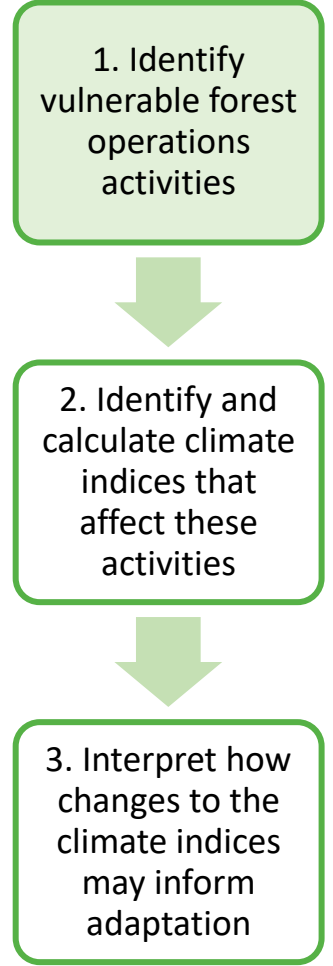 1. Identify
vulnerable forest
operations
activities
2. Identify and
calculate climate
indices that
affect these
activities
3. Interpret how
changes to the
climate indices
may inform
adaptation